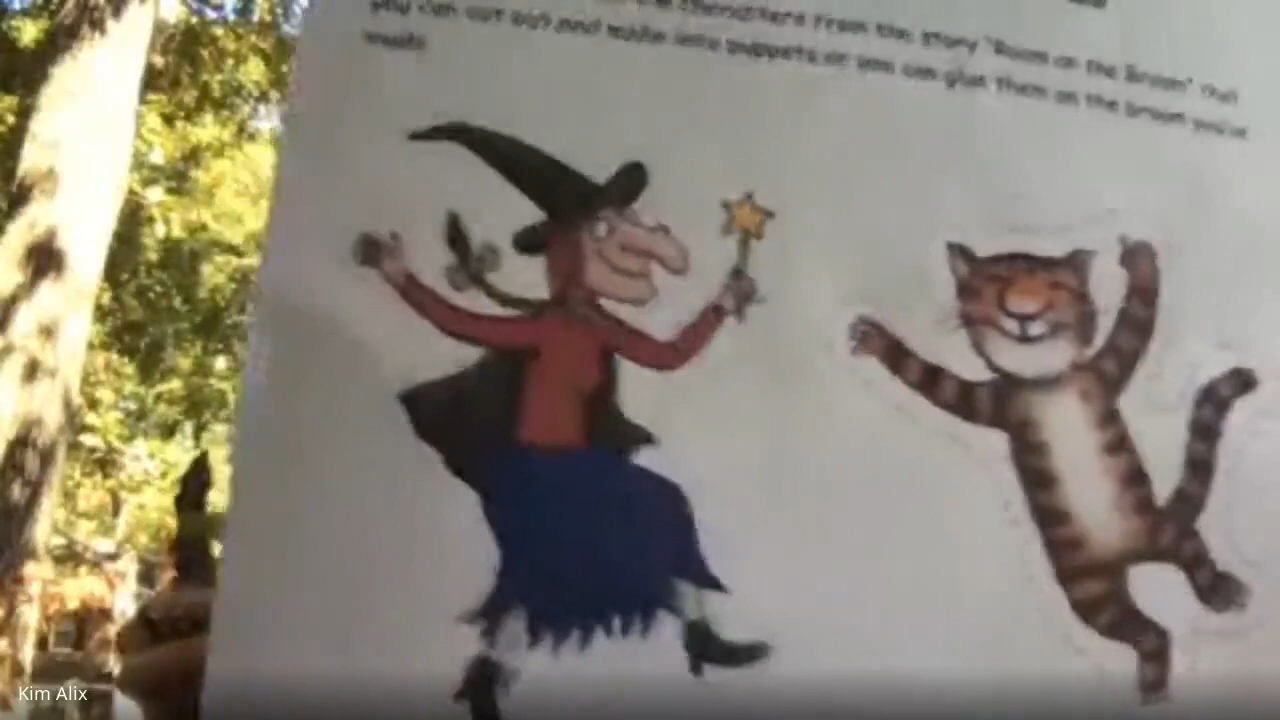 characters from the story "Room on the Broom" that
you can cut out and make into puppets or you can glue them on the broom you've
made
Kim Alix